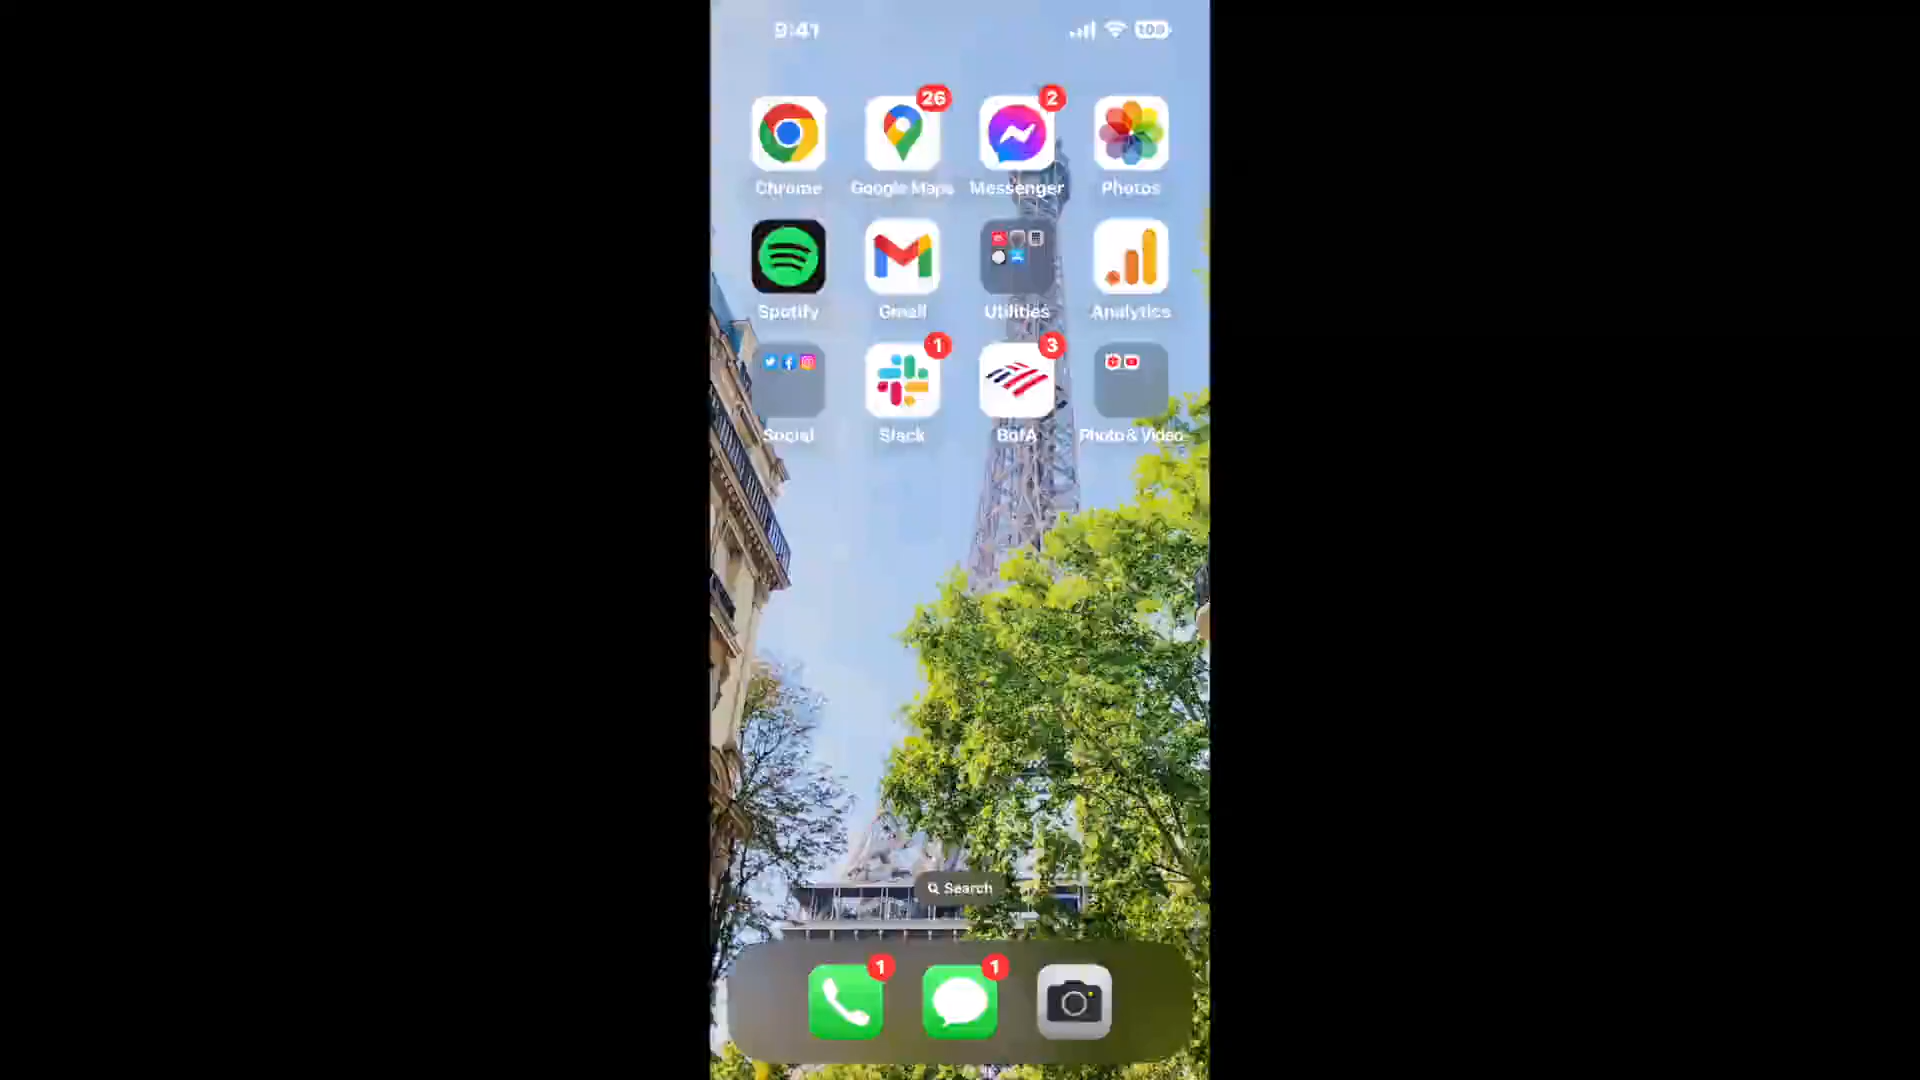 9:41
100
26
2
Chrome
Google Maps
Messenger
Photos
Spotify
Gmail
Utilities
Analytics
1
3
Social
Slack
BofA
Photo & Video
Search
1
1